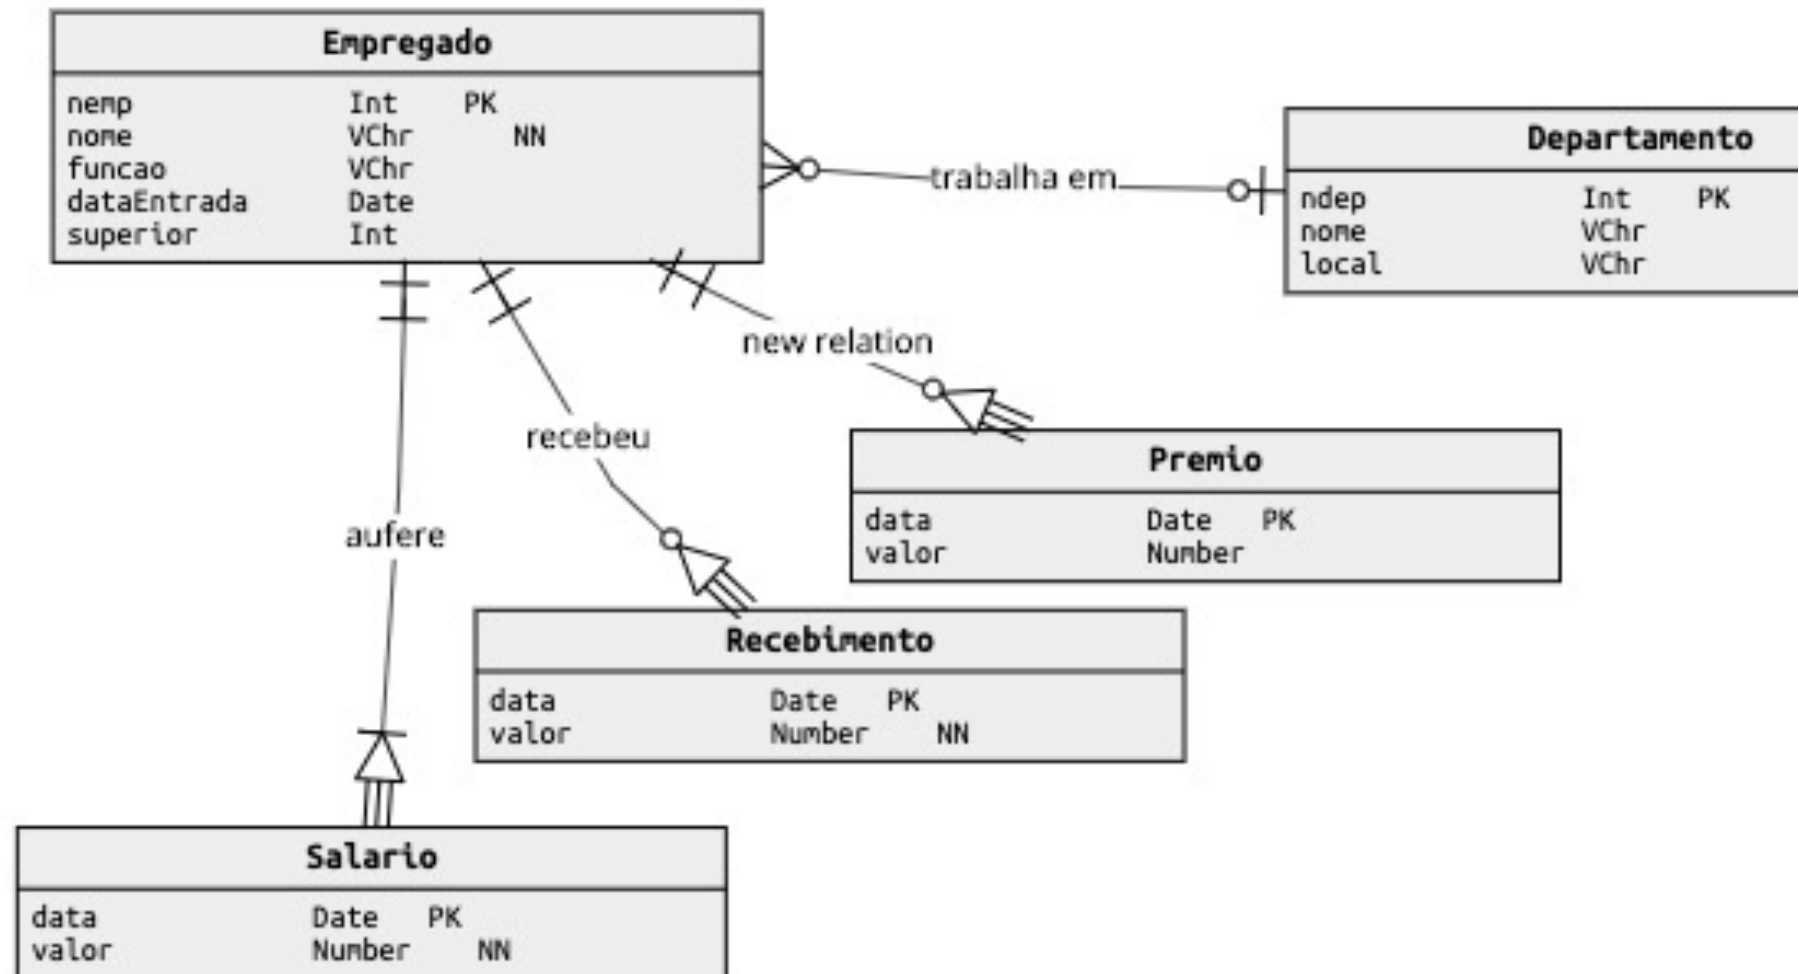 Empregado
nemp Int PK
nome VChr NN
funcao VChr
dataEntrada Date
superior Int
trabalha em
Departamento
ndep Int PK
nome VChr
local VChr
new relation
recebeu
aufere
Premio
data Date PK
valor Number
Recebimento
data Date PK
valor Number NN
Salario
data Date PK
valor Number NN